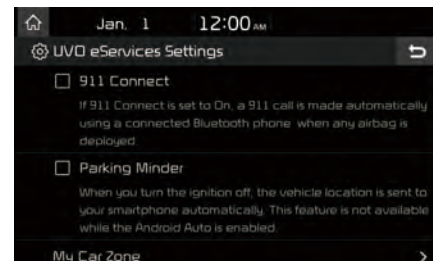 Jan. 1 12:00 AM
UVO eServices Settings
911 Connect
If 911 Connect is set to On, a 911 call is made automatically
using a connected Bluetooth phone when any airbag is
deployed.
Parking Minder
When you turn the ignition off, the vehicle location is sent to
your smartphone automatically. This feature is not available
while the Android Auto is enabled.
My Car Zone